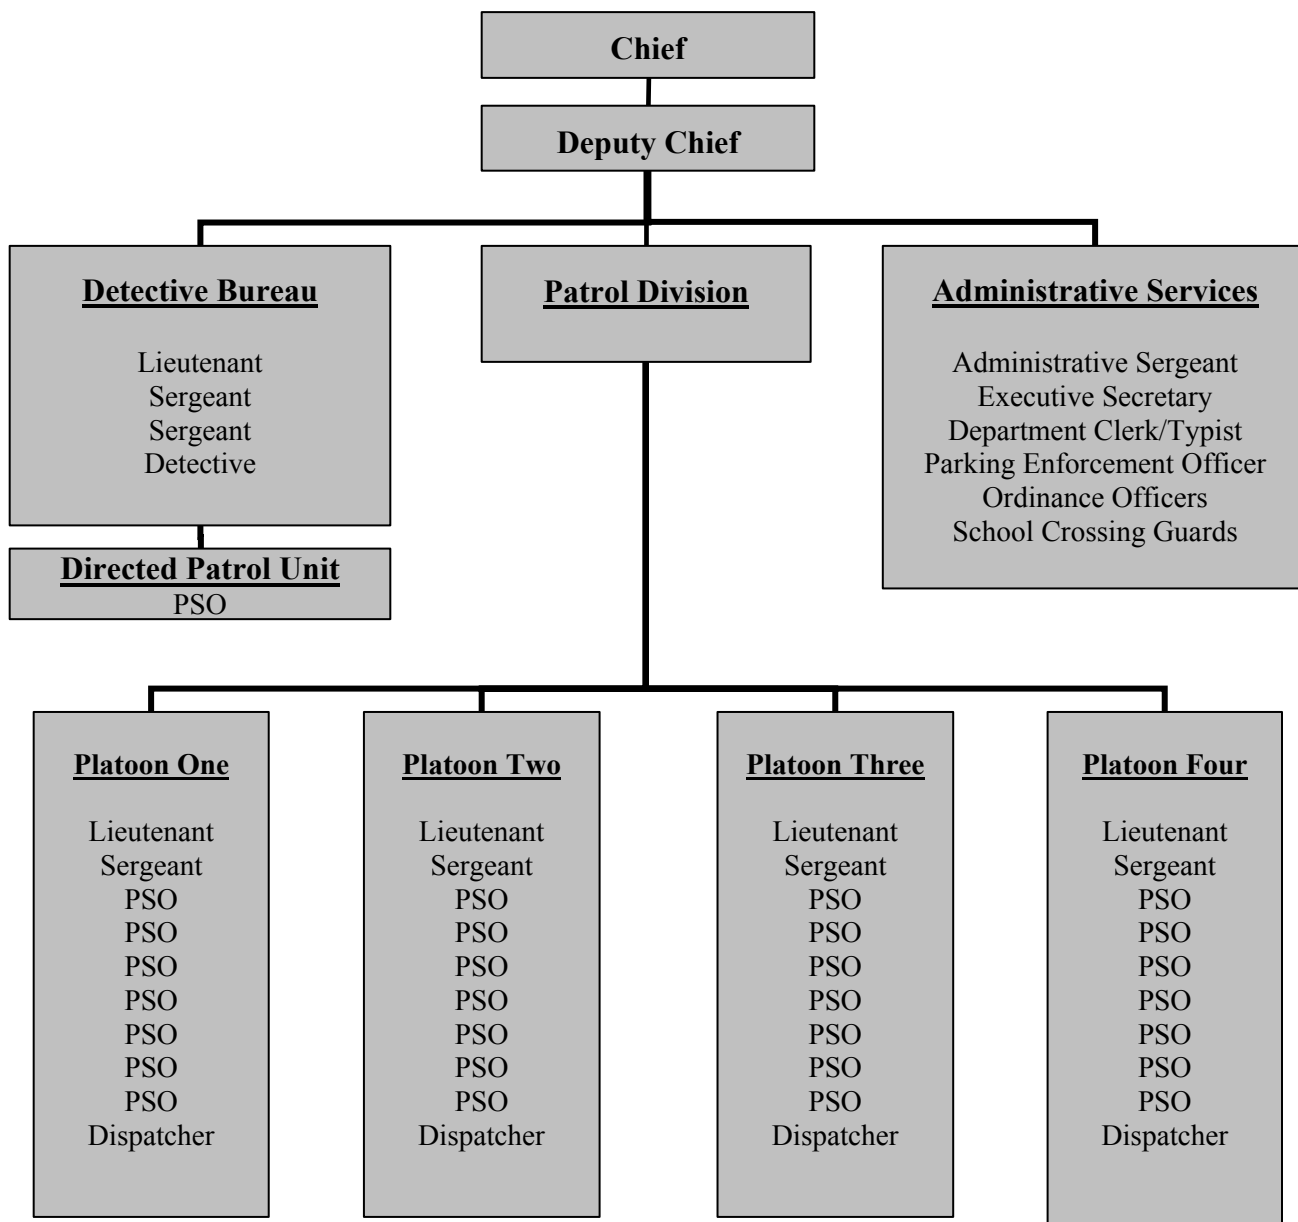 Chief
Deputy Chief
Detective Bureau
Lieutenant
Sergeant
Sergeant
Detective
Directed Patrol Unit
PSO
Patrol Division
Administrative Services
Administrative Sergeant
Executive Secretary
Department Clerk/Typist
Parking Enforcement Officer
Ordinance Officers
School Crossing Guards
Platoon One
Lieutenant
Sergeant
PSO
PSO
PSO
PSO
PSO
PSO
PSO
Dispatcher
Platoon Two
Lieutenant
Sergeant
PSO
PSO
PSO
PSO
PSO
PSO
PSO
Dispatcher
Platoon Three
Lieutenant
Sergeant
PSO
PSO
PSO
PSO
PSO
PSO
PSO
Dispatcher
Platoon Four
Lieutenant
Sergeant
PSO
PSO
PSO
PSO
PSO
PSO
PSO
Dispatcher